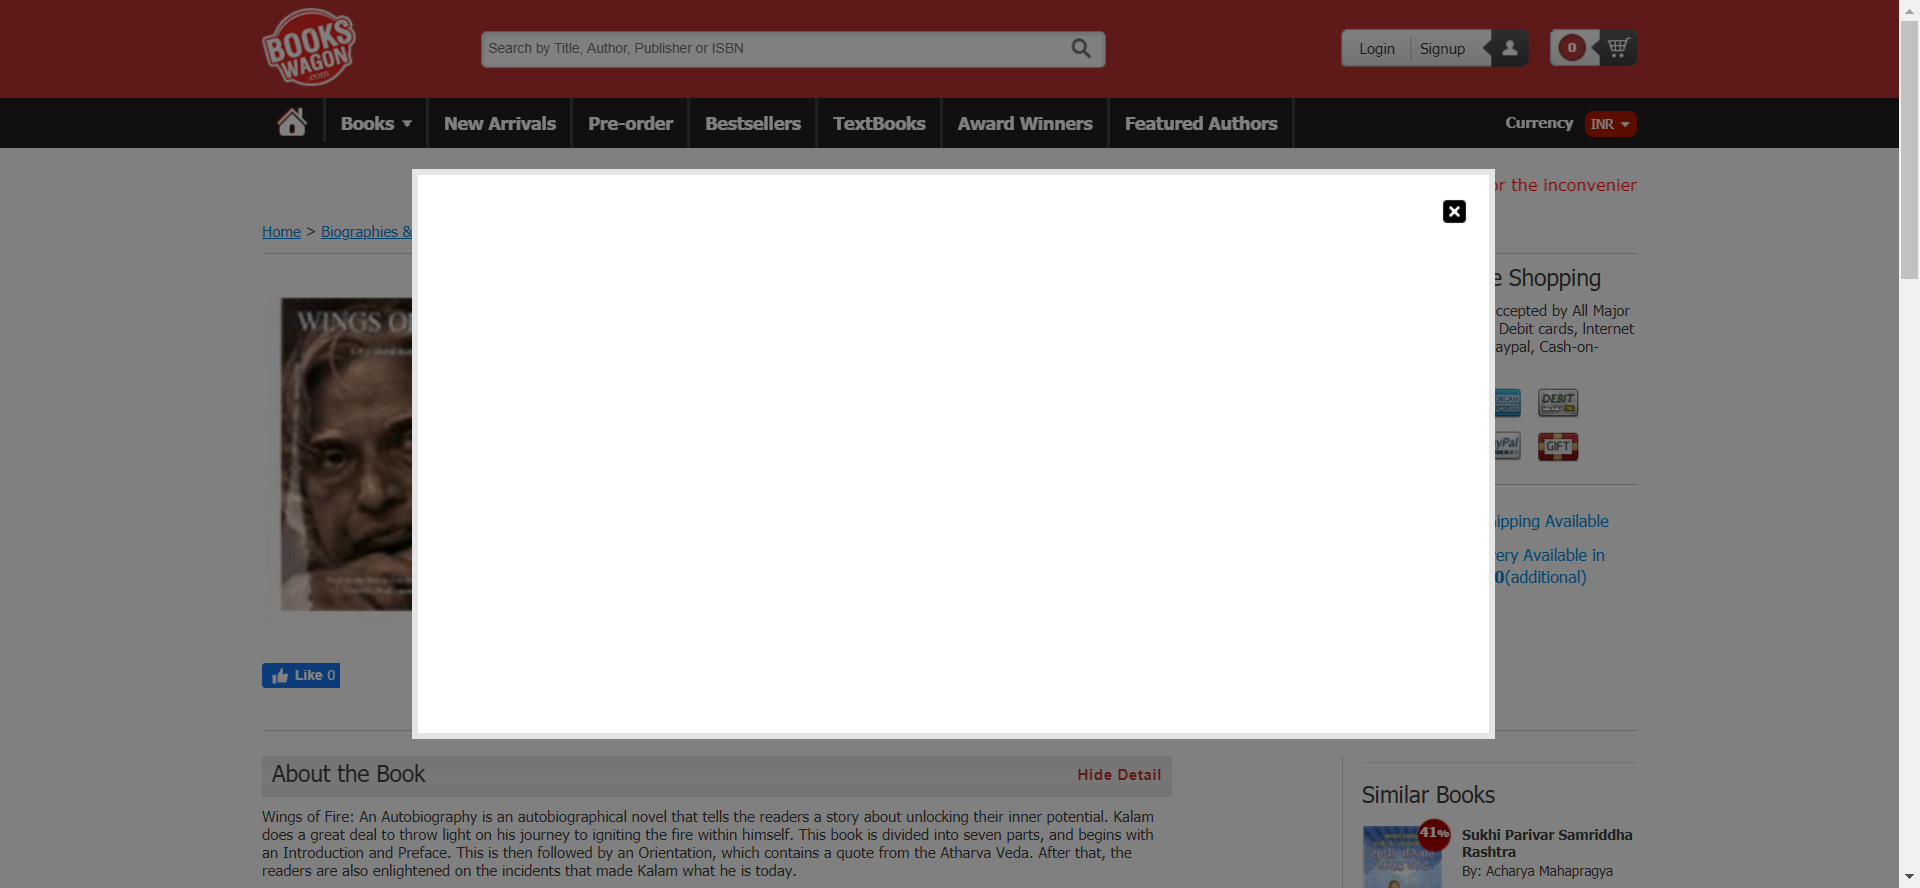 BOOKS
WAGON
.com
Search by Title, Author, Publisher or ISBN
Login
Signup
0
Books
New Arrivals
Pre-order
Bestsellers
TextBooks
Award Winners
Featured Authors
Currency
INR
or the inconvenier
Home > Biographies &
e Shopping
ccepted by All Major
Debit cards, Internet
aypal, Cash-on-
WINGS O
DEBIT
yPal
GIFT
ipping Available
ery Available in
0(additional)
Like 0
About the Book
Hide Detail
Wings of Fire: An Autobiography is an autobiographical novel that tells the readers a story about unlocking their inner potential. Kalam
does a great deal to throw light on his journey to igniting the fire within himself. This book is divided into seven parts, and begins with
an Introduction and Preface. This is then followed by an Orientation, which contains a quote from the Atharva Veda. After that, the
readers are also enlightened on the incidents that made Kalam what he is today.
Similar Books
41%
Sukhi Parivar Samriddha
Rashtra
By: Acharya Mahapragya